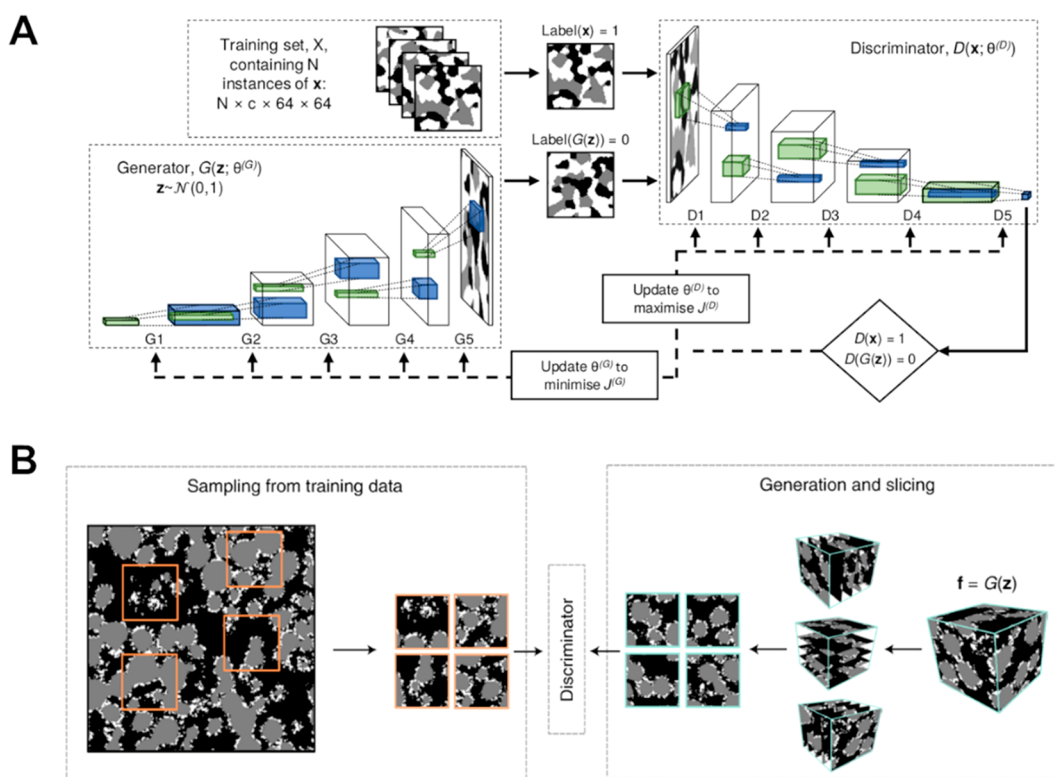 A
Training set, X,
containing N
instances of x:
N × c × 64 × 64
Label(x) = 1
Label(G(z)) = 0
Discriminator, D(x; θ(D))
D1 D2 D3 D4 D5
Generator, G(z; θ(G))
z~𝒩(0,1)
G1 G2 G3 G4 G5
Update θ(D) to
maximise J(D)
D(x) = 1
D(G(z)) = 0
Update θ(G) to
minimise J(G)
B
Sampling from training data
Discriminator
Generation and slicing
f = G(z)